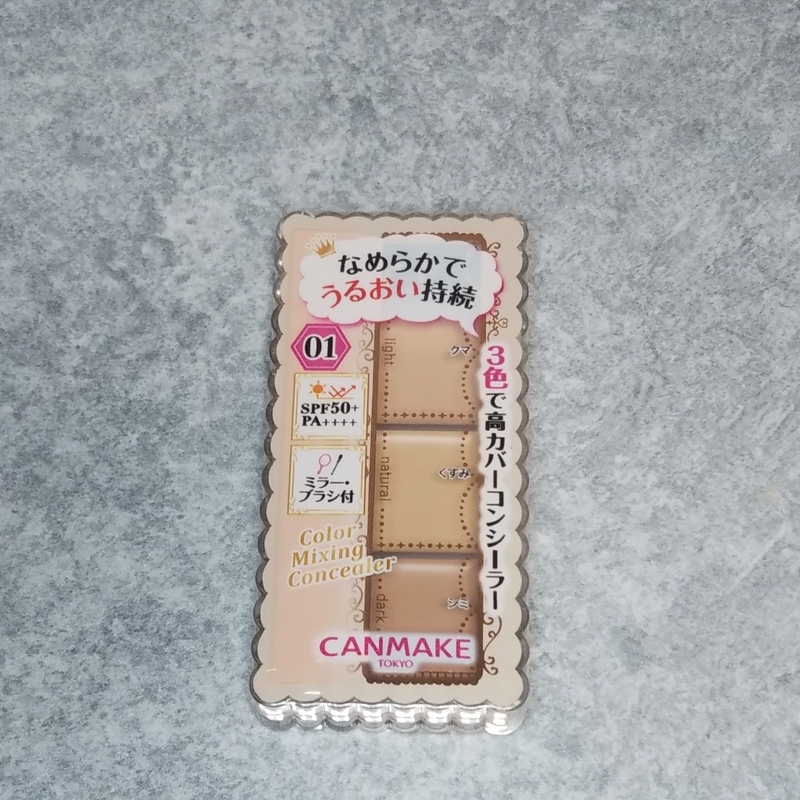 なめらかで
うるおい持続
01
SPF50+
PA++++
ミラー・
ブラシ付
Color
Mixing
Concealer
light
クマ
natural
くすみ
dark
シミ
3色で高カバーコンシーラー
CANMAKE
TOKYO